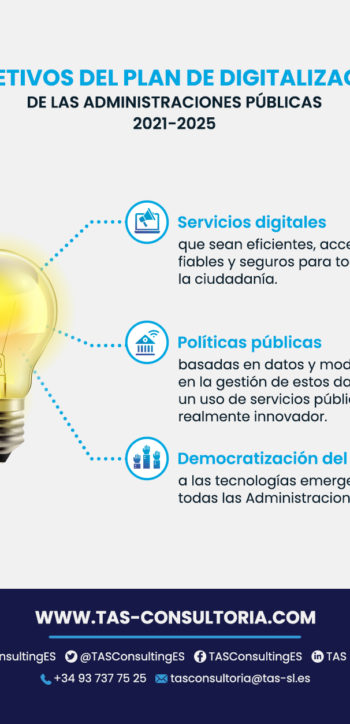 ETIVOS DEL PLAN DE DIGITALIZAC
DE LAS ADMINISTRACIONES PÚBLICAS
2021-2025
Servicios digitales
que sean eficientes, acce
fiables y seguros para to
la ciudadanía.
Políticas públicas
basadas en datos y mod
en la gestión de estos da
un uso de servicios públic
realmente innovador.
Democratización del
a las tecnologías emerge
todas las Administracion
WWW.TAS-CONSULTORIA.COM
nsultingES @TASConsultingES TASConsultingES TAS
+34 93 737 75 25 tasconsultoria@tas-sl.es